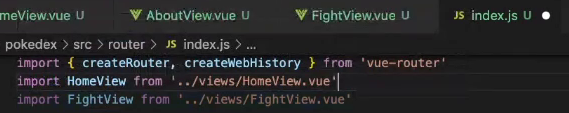 meView.vue U AboutView.vue U FightView.vue U JS index.js U
pokedex > src > router > JS index.js > ...
import { createRouter, createWebHistory } from 'vue-router'
import HomeView from '../views/HomeView.vue'
import FightView from '../views/FightView.vue'